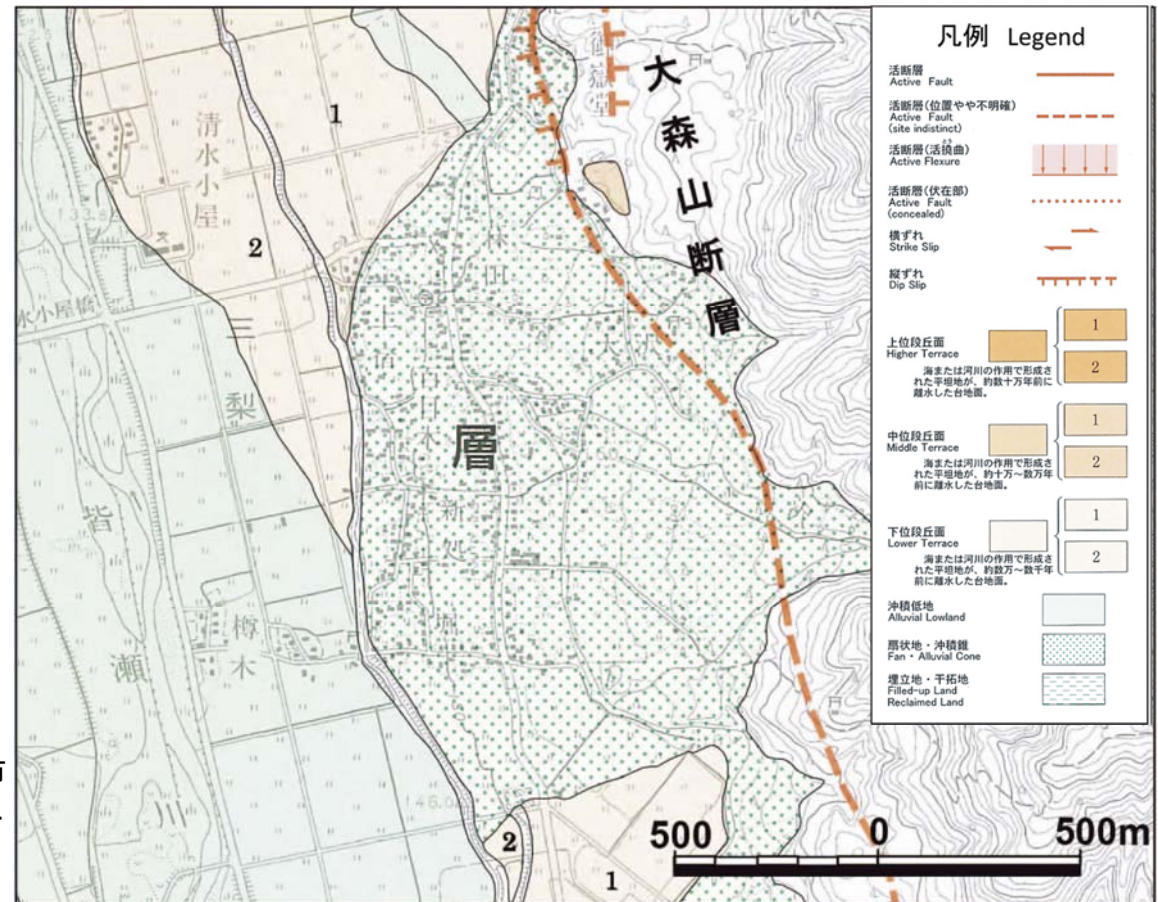 大森山断層
清水小屋
133.8
水小屋橋
三梨
皆瀬川
樽木
146.0
層
1
2
2
1
500 0 500m
凡例 Legend
活断層
Active Fault
活断層(位置やや不明確)
Active Fault
(site indistinct)
とう
活断層(活撓曲)
Active Flexure
活断層(伏在部)
Active Fault
(concealed)
横ずれ
Strike Slip
縦ずれ
Dip Slip
上位段丘面
Higher Terrace
1
2
海または河川の作用で形成さ
れた平坦地が、約数十万年前に
離水した台地面。
中位段丘面
Middle Terrace
1
2
海または河川の作用で形成さ
れた平坦地が、約十万～数万年
前に離水した台地面。
下位段丘面
Lower Terrace
1
2
海または河川の作用で形成さ
れた平坦地が、約数万～数千年
前に離水した台地面。
沖積低地
Alluvial Lowland
扇状地・沖積錐
Fan・Alluvial Cone
埋立地・干拓地
Filled-up Land
Reclaimed Land